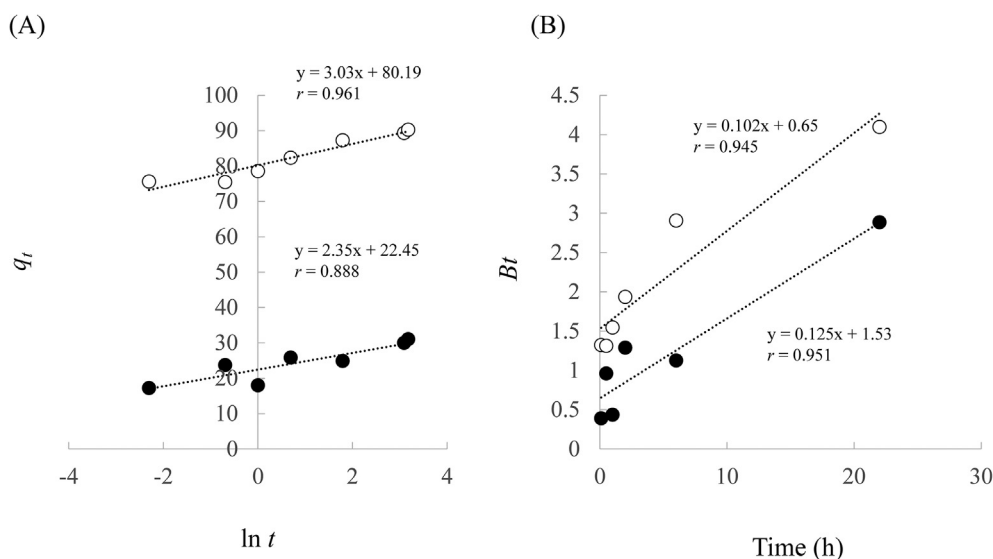 (A)
y = 3.03x + 80.19
r = 0.961
100
90
80
70
60
50
40
30
20
10
0
y = 2.35x + 22.45
r = 0.888
qt
-4
-2
0
2
4
ln t
(B)
4.5
4
3.5
3
2.5
2
1.5
1
0.5
0
y = 0.102x + 0.65
r = 0.945
y = 0.125x + 1.53
r = 0.951
Bt
0
10
20
30
Time (h)